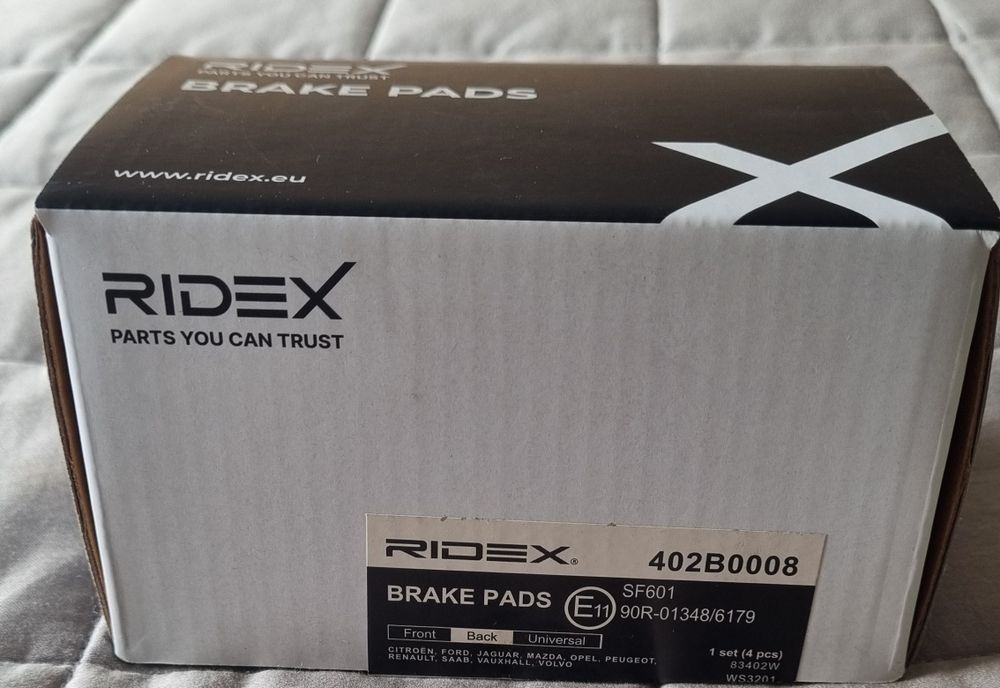 RIDEX
PARTS YOU CAN TRUST
BRAKE PADS
www.ridex.eu
RIDEX
PARTS YOU CAN TRUST
RIDEX® 402B0008
BRAKE PADS E11 SF601
90R-01348/6179
Front Back Universal
CITROËN, FORD, JAGUAR, MAZDA, OPEL, PEUGEOT,
RENAULT, SAAB, VAUXHALL, VOLVO
1 set (4 pcs)
83402W
WS3201